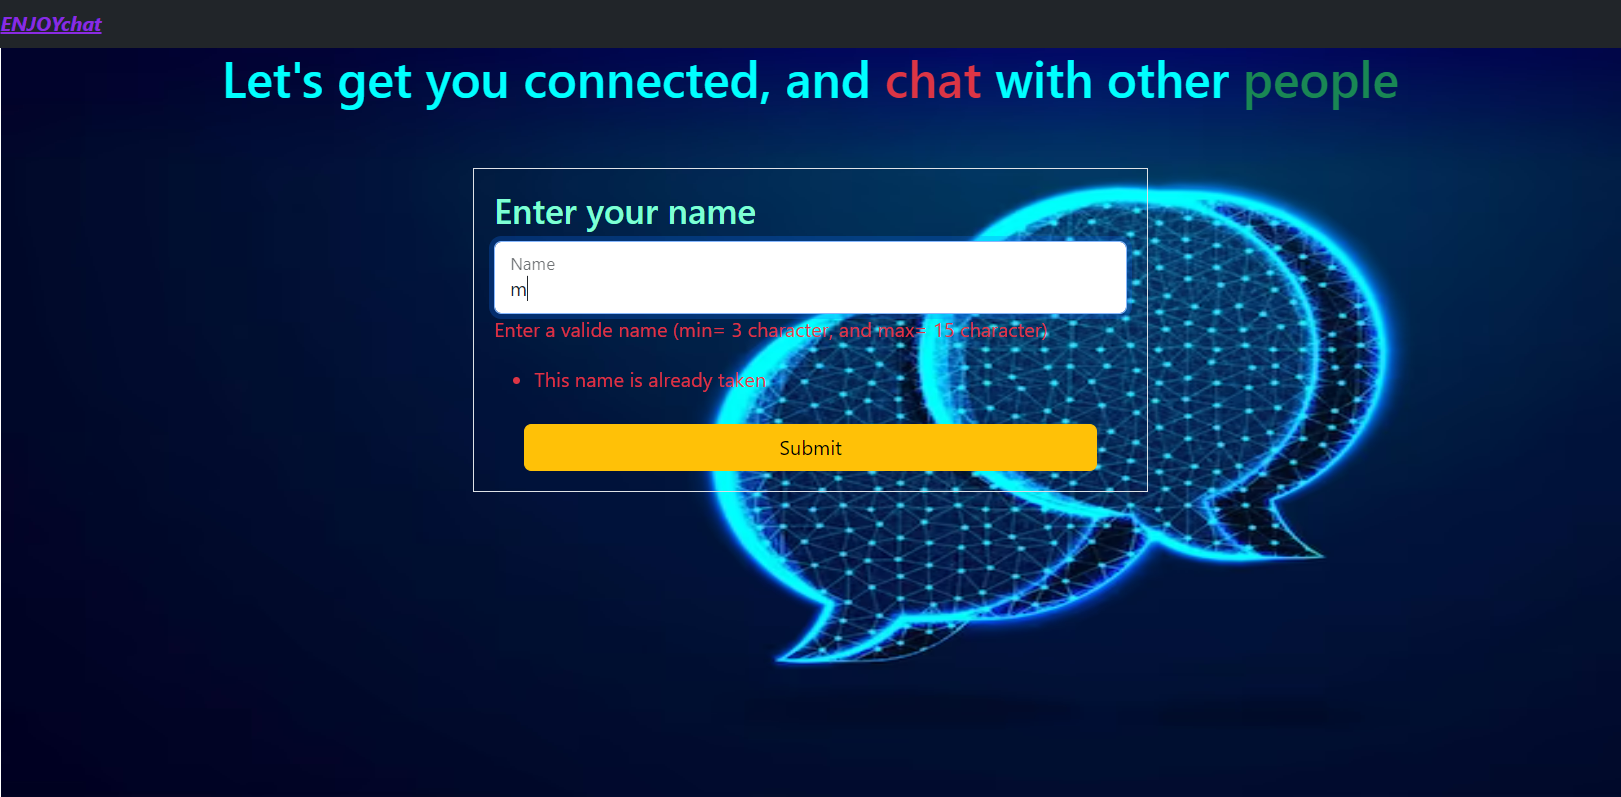 ENJOYchat
Let's get you connected, and chat with other people
Enter your name
Name
m
Enter a valide name (min= 3 character, and max= 15 character)
• This name is already taken
Submit